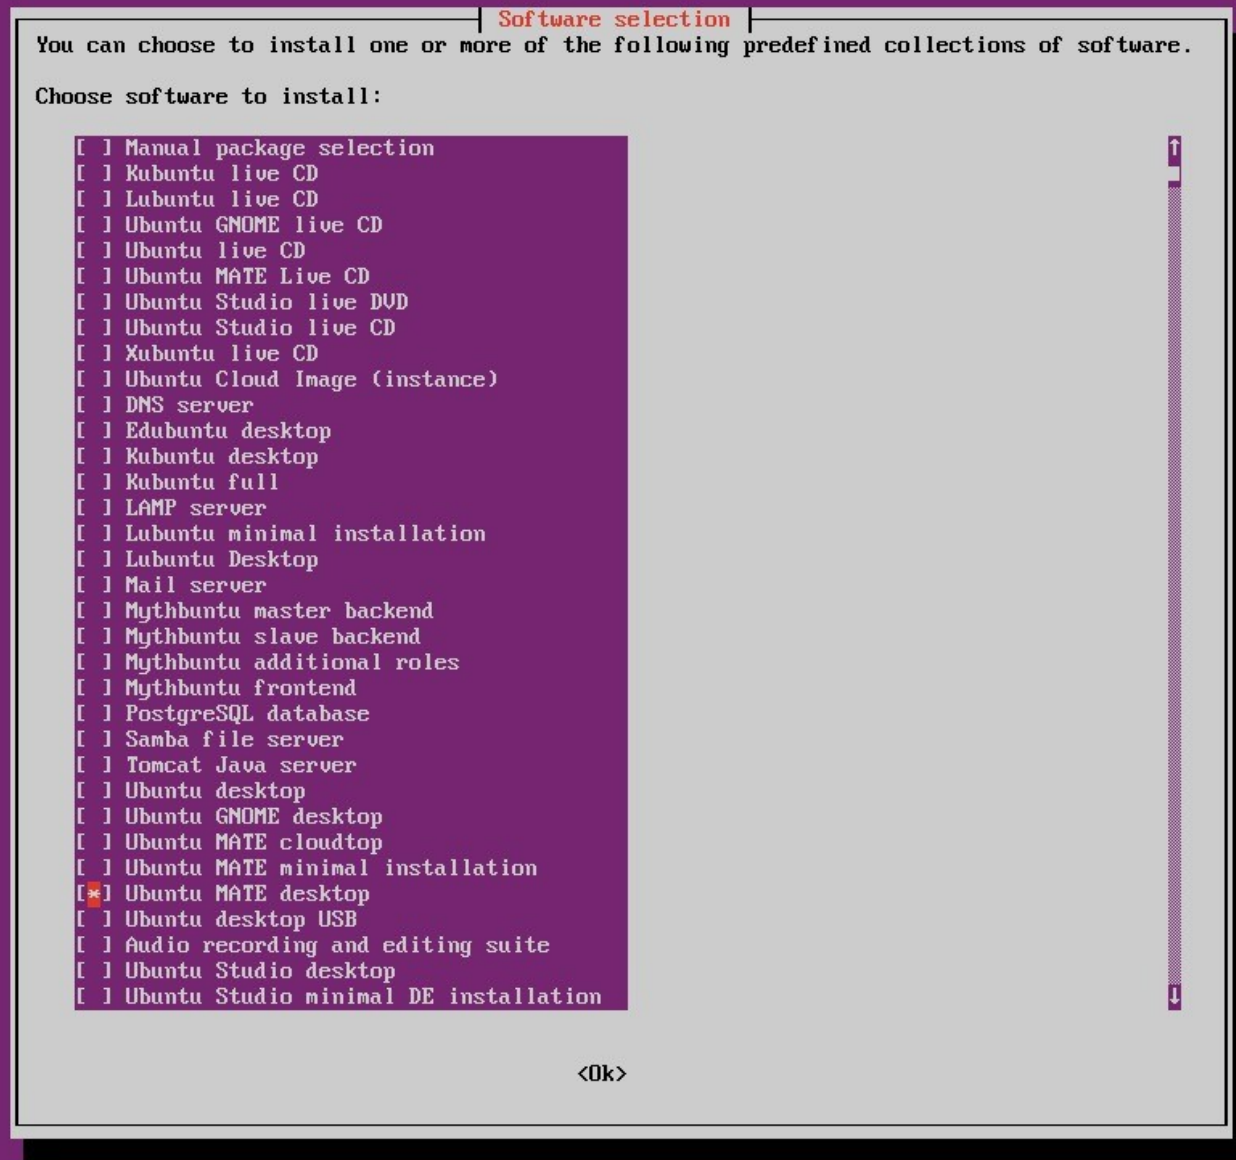 Software selection
You can choose to install one or more of the following predefined collections of software.
Choose software to install:
[ ] Manual package selection
[ ] Kubuntu live CD
[ ] Lubuntu live CD
[ ] Ubuntu GNOME live CD
[ ] Ubuntu live CD
[ ] Ubuntu MATE Live CD
[ ] Ubuntu Studio live DVD
[ ] Ubuntu Studio live CD
[ ] Xubuntu live CD
[ ] Ubuntu Cloud Image (instance)
[ ] DNS server
[ ] Edubuntu desktop
[ ] Kubuntu desktop
[ ] Kubuntu full
[ ] LAMP server
[ ] Lubuntu minimal installation
[ ] Lubuntu Desktop
[ ] Mail server
[ ] Mythbuntu master backend
[ ] Mythbuntu slave backend
[ ] Mythbuntu additional roles
[ ] Mythbuntu frontend
[ ] PostgreSQL database
[ ] Samba file server
[ ] Tomcat Java server
[ ] Ubuntu desktop
[ ] Ubuntu GNOME desktop
[ ] Ubuntu MATE cloudtop
[ ] Ubuntu MATE minimal installation
[*] Ubuntu MATE desktop
[ ] Ubuntu desktop USB
[ ] Audio recording and editing suite
[ ] Ubuntu Studio desktop
[ ] Ubuntu Studio minimal DE installation
<Ok>